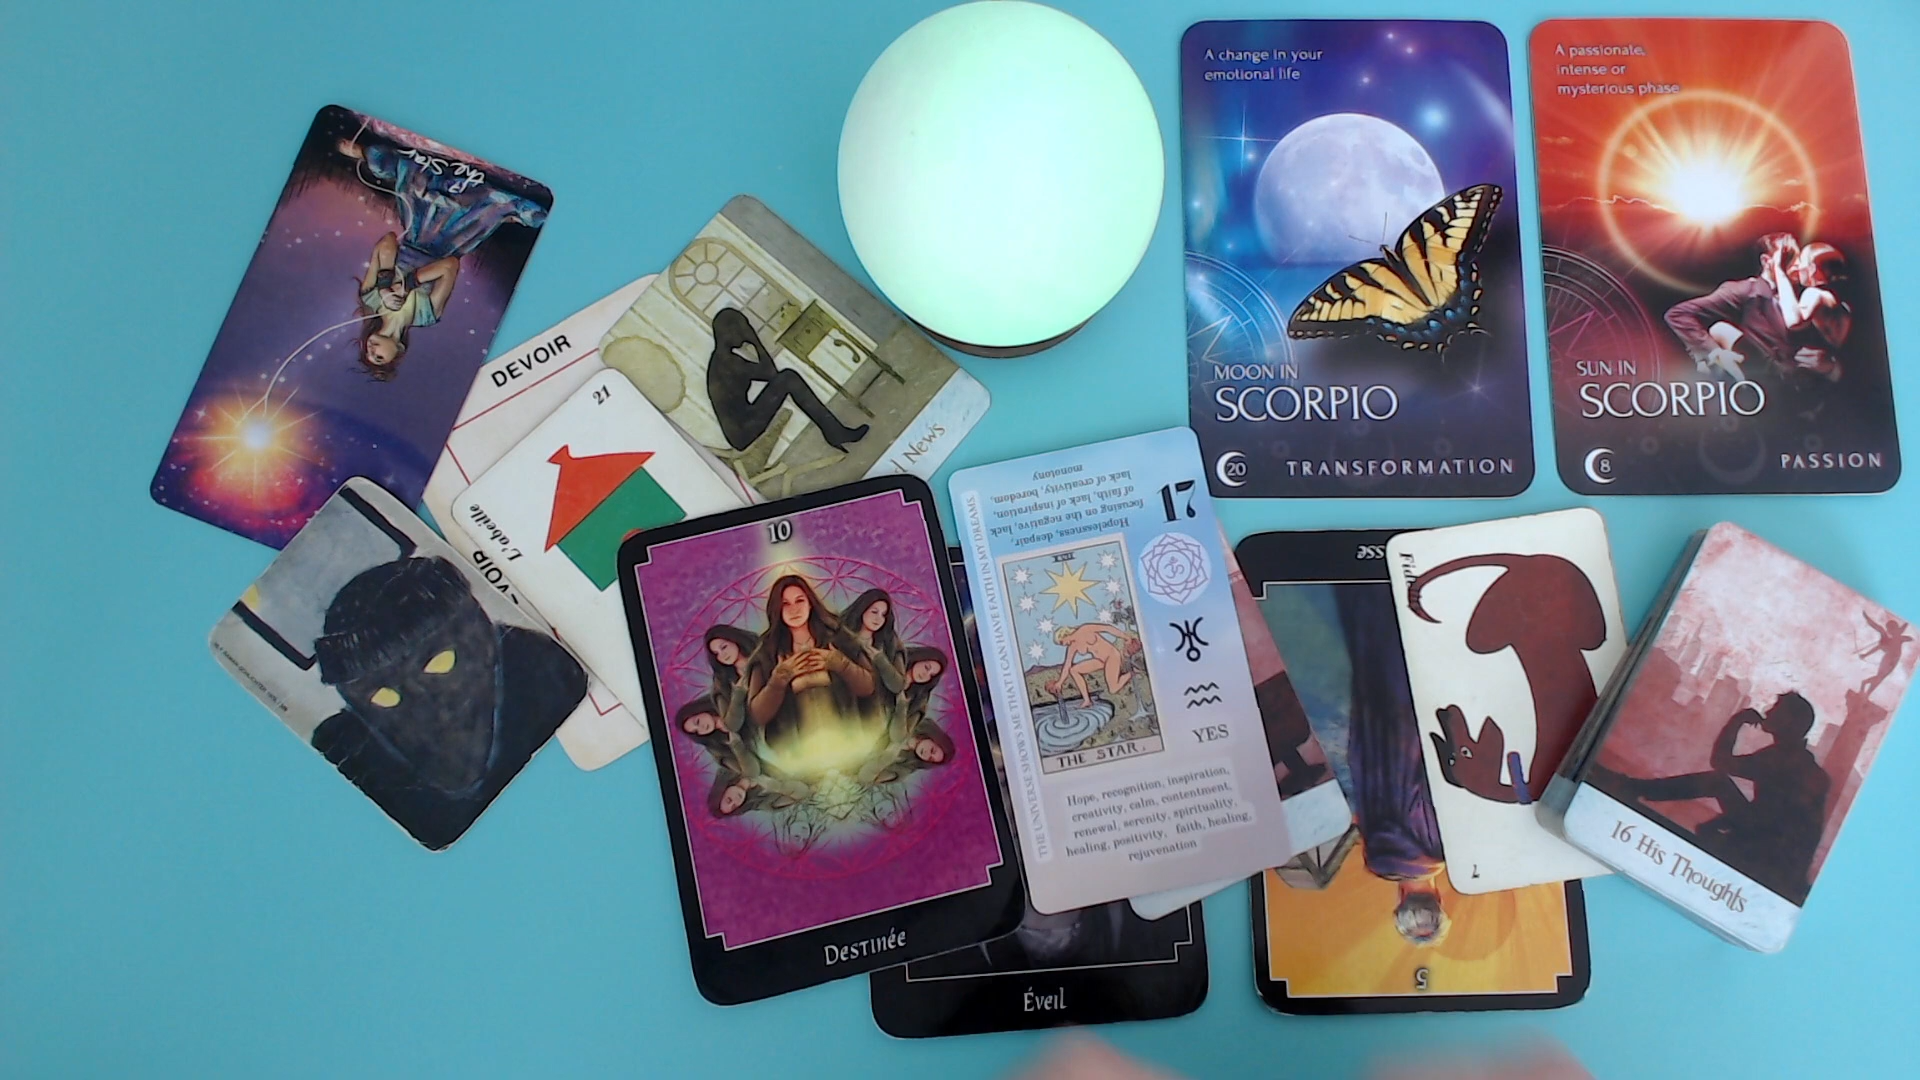 A change in your
emotional life
MOON IN
SCORPIO
20
TRANSFORMATION
A passionate,
intense or
mysterious phase
SUN IN
SCORPIO
8
PASSION
17 the Star
DEVOIR
21
L'abeille
VOIR
d News
10
Destinée
Éveil
17
Hopelessness, despair,
focusing on the negative, lack
of faith, lack of inspiration,
lack of creativity, boredom,
monotony
THE UNIVERSE SHOWS ME THAT I CAN HAVE FAITH IN MY DREAMS.
XVII
THE STAR.
YES
Hope, recognition, inspiration,
creativity, calm, contentment,
renewal, serenity, spirituality,
healing, positivity, faith, healing,
rejuvenation
sse
5
7
16 His Thoughts